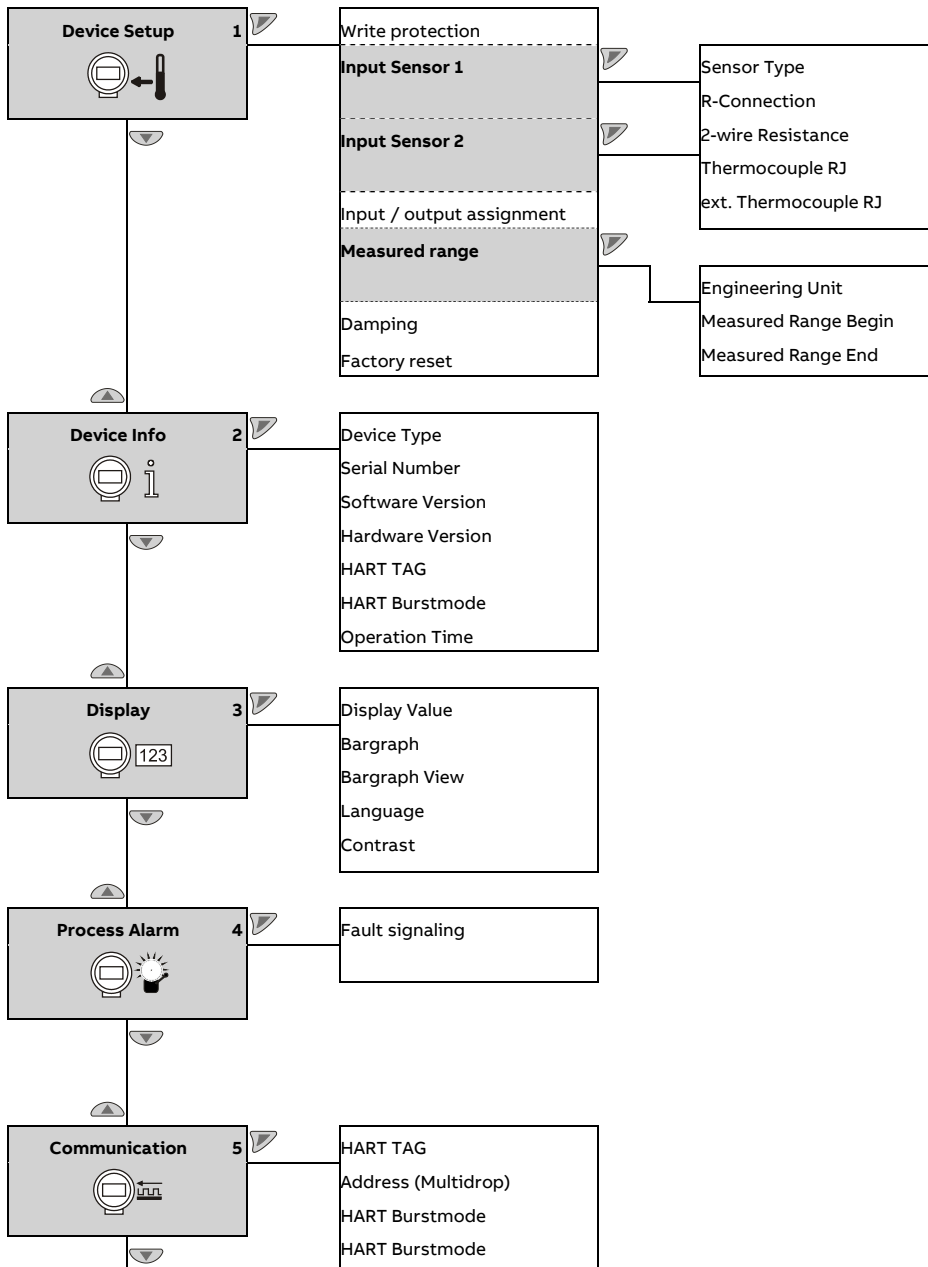 Device Setup 1
Write protection
Input Sensor 1
Input Sensor 2
Input / output assignment
Measured range
Damping
Factory reset
Sensor Type
R-Connection
2-wire Resistance
Thermocouple RJ
ext. Thermocouple RJ
Engineering Unit
Measured Range Begin
Measured Range End
Device Info 2
Device Type
Serial Number
Software Version
Hardware Version
HART TAG
HART Burstmode
Operation Time
Display 3
123
Display Value
Bargraph
Bargraph View
Language
Contrast
Process Alarm 4
Fault signaling
Communication 5
HART TAG
Address (Multidrop)
HART Burstmode
HART Burstmode